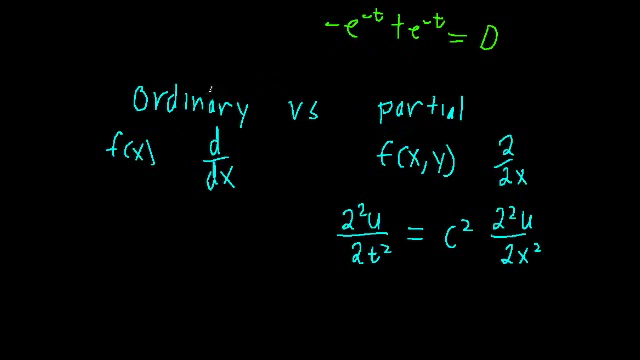 -e^{-t} + e^{-t} = 0
Ordinary vs partial
f(x) d/dx f(x,y) ∂/∂x
∂²u/∂t² = c² ∂²u/∂x²